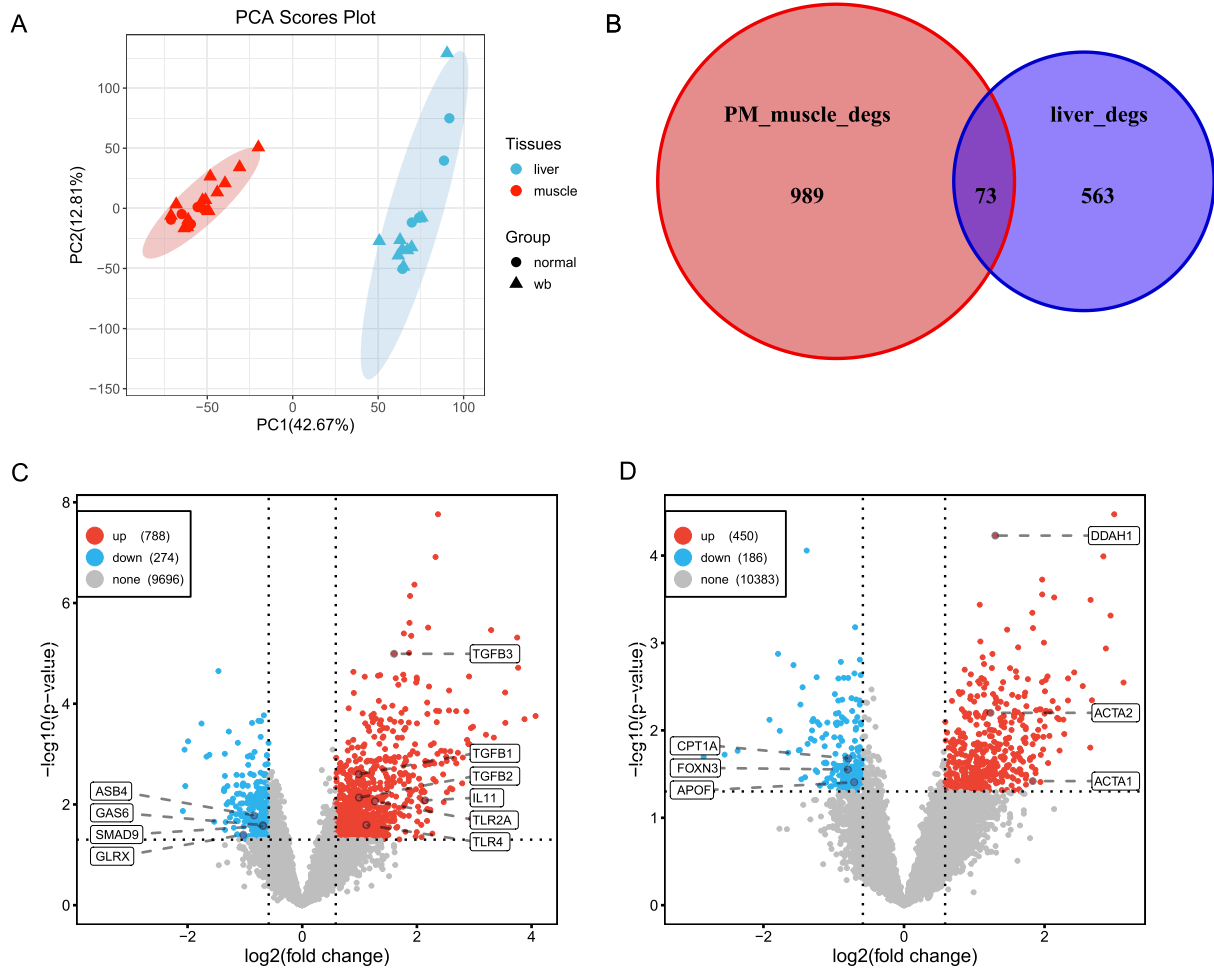 A
PCA Scores Plot
PC2(12.81%)
100
50
0
−50
−100
−150
−50
0
50
100
PC1(42.67%)
Tissues
liver
muscle
Group
normal
wb
B
PM_muscle_degs
liver_degs
989
73
563
C
−log10(p−value)
8
6
4
2
0
up (788)
down (274)
none (9696)
TGFB3
TGFB1
TGFB2
IL11
TLR2A
TLR4
ASB4
GAS6
SMAD9
GLRX
−2
0
2
4
log2(fold change)
D
−log10(p−value)
4
3
2
1
0
up (450)
down (186)
none (10383)
DDAH1
ACTA2
ACTA1
CPT1A
FOXN3
APOF
−2
0
2
log2(fold change)